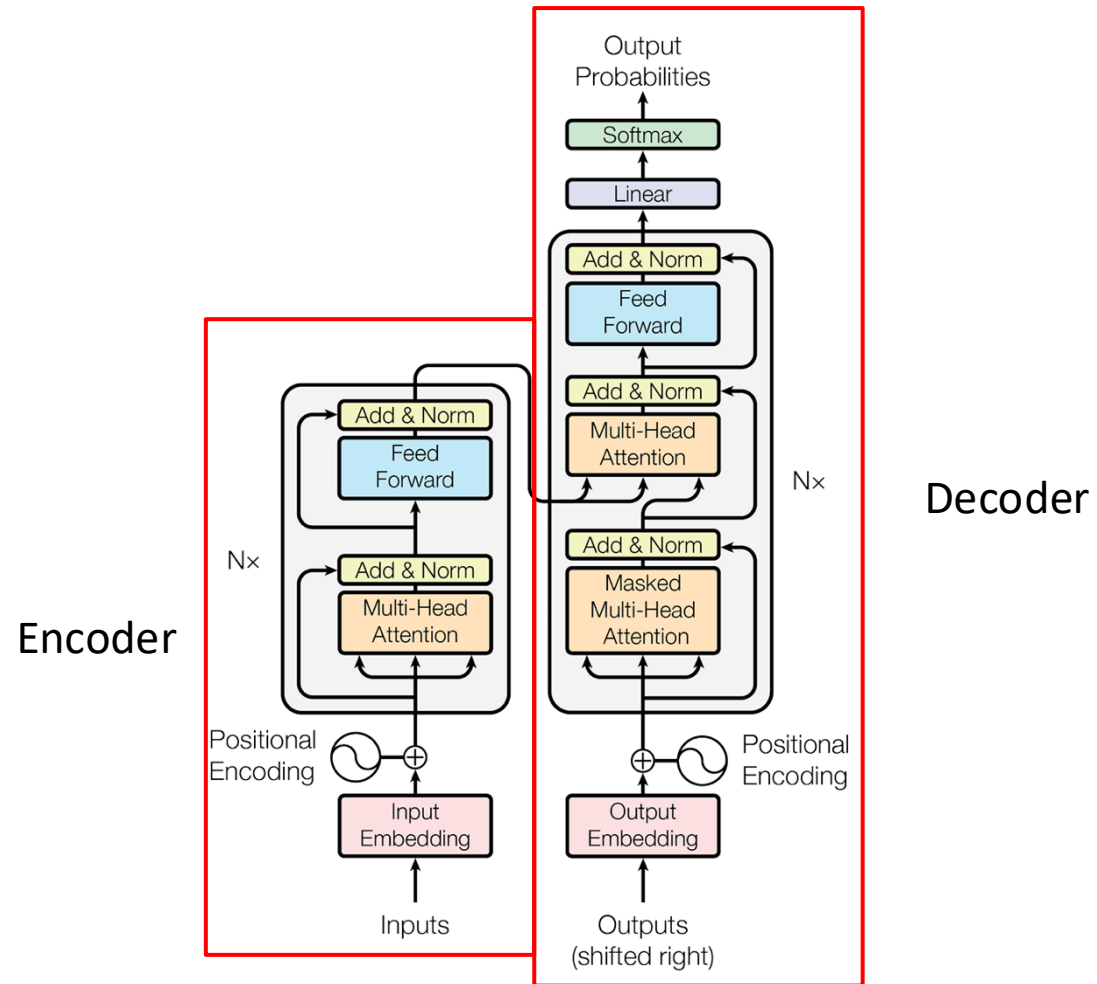 Output
Probabilities
Softmax
Linear
Add & Norm
Feed
Forward
Add & Norm
Multi-Head
Attention
Add & Norm
Masked
Multi-Head
Attention
N×
Positional
Encoding
Output
Embedding
Outputs
(shifted right)
Decoder
Add & Norm
Feed
Forward
Add & Norm
Multi-Head
Attention
N×
Encoder
Positional
Encoding
Input
Embedding
Inputs